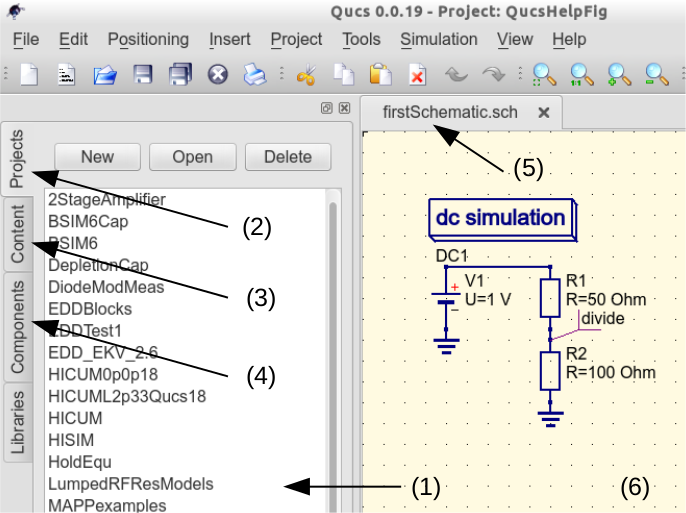 Qucs 0.0.19 - Project: QucsHelpFig
File Edit Positioning Insert Project Tools Simulation View Help
firstSchematic.sch
New Open Delete
Projects
Content
Components
Libraries
2StageAmplifier
BSIM6Cap
BSIM6
DepletionCap
DiodeModMeas
EDDBlocks
EDDTest1
EDD_EKV_2.6
HICUM0p0p18
HICUML2p33Qucs18
HICUM
HISIM
HoldEqu
LumpedRFResModels
MAPPexamples
(2)
(3)
(4)
(1)
(5)
dc simulation
DC1
V1
U=1 V
+
−
R1
R=50 Ohm
divide
R2
R=100 Ohm
(6)